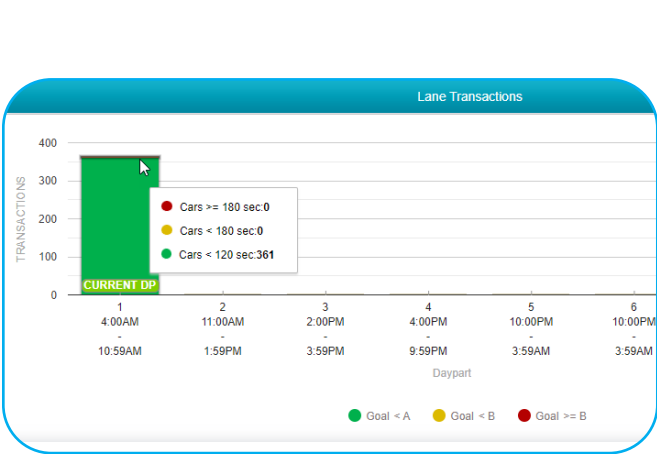 Lane Transactions
400
300
200
100
0
TRANSACTIONS
Cars >= 180 sec:0
Cars < 180 sec:0
Cars < 120 sec:361
CURRENT DP
1 2 3 4 5 6
4:00AM 11:00AM 2:00PM 4:00PM 10:00PM 10:00PM
- - - - - -
10:59AM 1:59PM 3:59PM 9:59PM 3:59AM 3:59AM
Daypart
Goal < A Goal < B Goal >= B